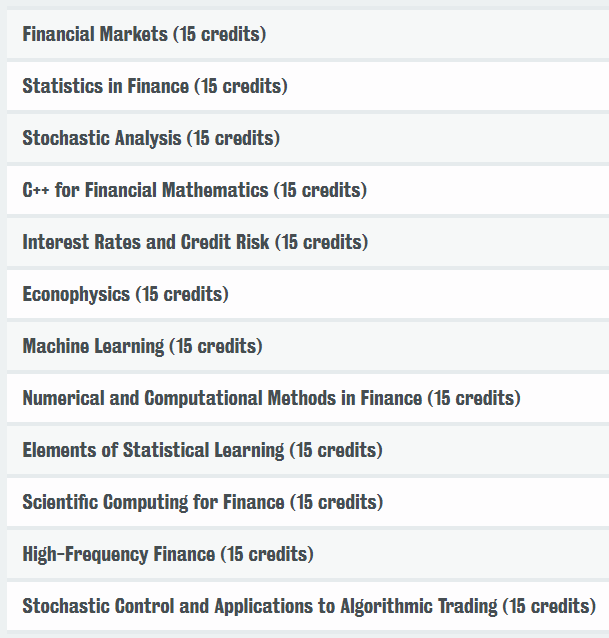 Financial Markets (15 credits)
Statistics in Finance (15 credits)
Stochastic Analysis (15 credits)
C++ for Financial Mathematics (15 credits)
Interest Rates and Credit Risk (15 credits)
Econophysics (15 credits)
Machine Learning (15 credits)
Numerical and Computational Methods in Finance (15 credits)
Elements of Statistical Learning (15 credits)
Scientific Computing for Finance (15 credits)
High-Frequency Finance (15 credits)
Stochastic Control and Applications to Algorithmic Trading (15 credits)